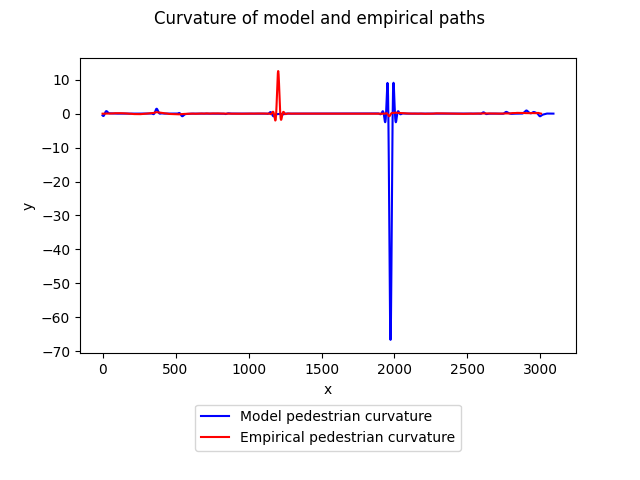 Curvature of model and empirical paths
10
0
−10
−20
−30
−40
−50
−60
−70
y
0 500 1000 1500 2000 2500 3000
x
Model pedestrian curvature
Empirical pedestrian curvature